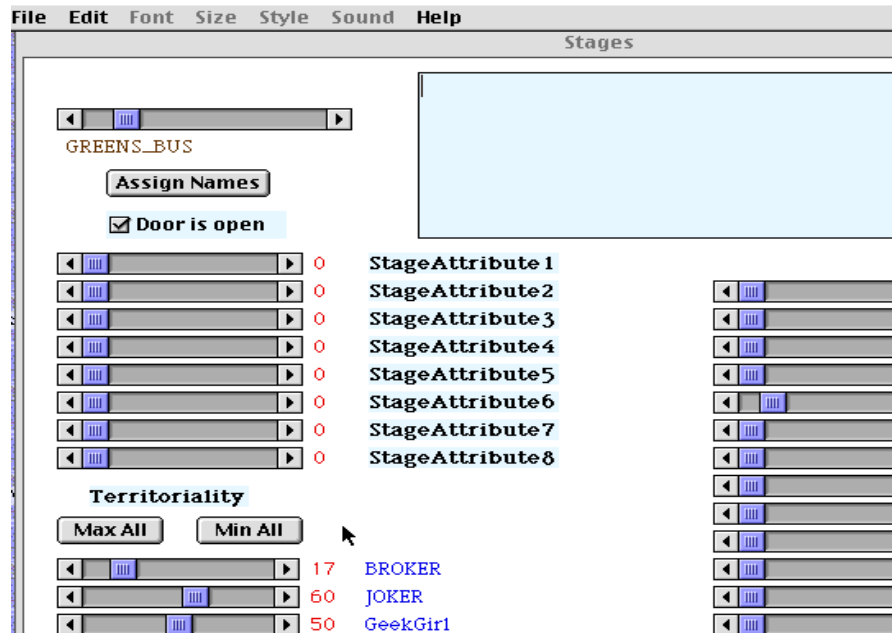 File Edit Font Size Style Sound Help
Stages
GREENS_BUS
Assign Names
Door is open
0 StageAttribute1
0 StageAttribute2
0 StageAttribute3
0 StageAttribute4
0 StageAttribute5
0 StageAttribute6
0 StageAttribute7
0 StageAttribute8
Territoriality
Max All Min All
17 BROKER
60 JOKER
50 GeekGirl